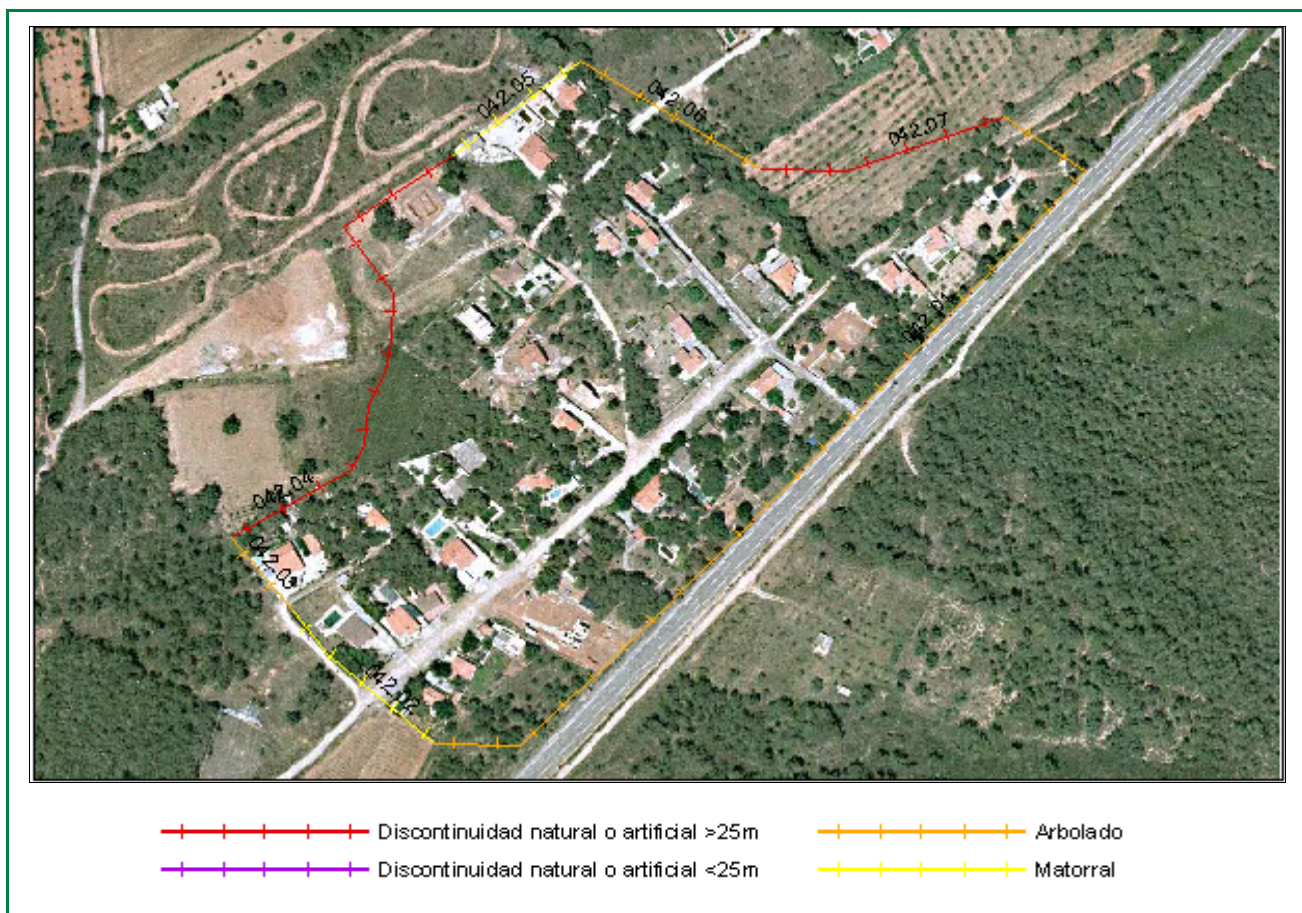 042.05
042.06
042.07
042.01
042.04
042.03
042.02
Discontinuidad natural o artificial >25m
Arbolado
Discontinuidad natural o artificial <25m
Matorral